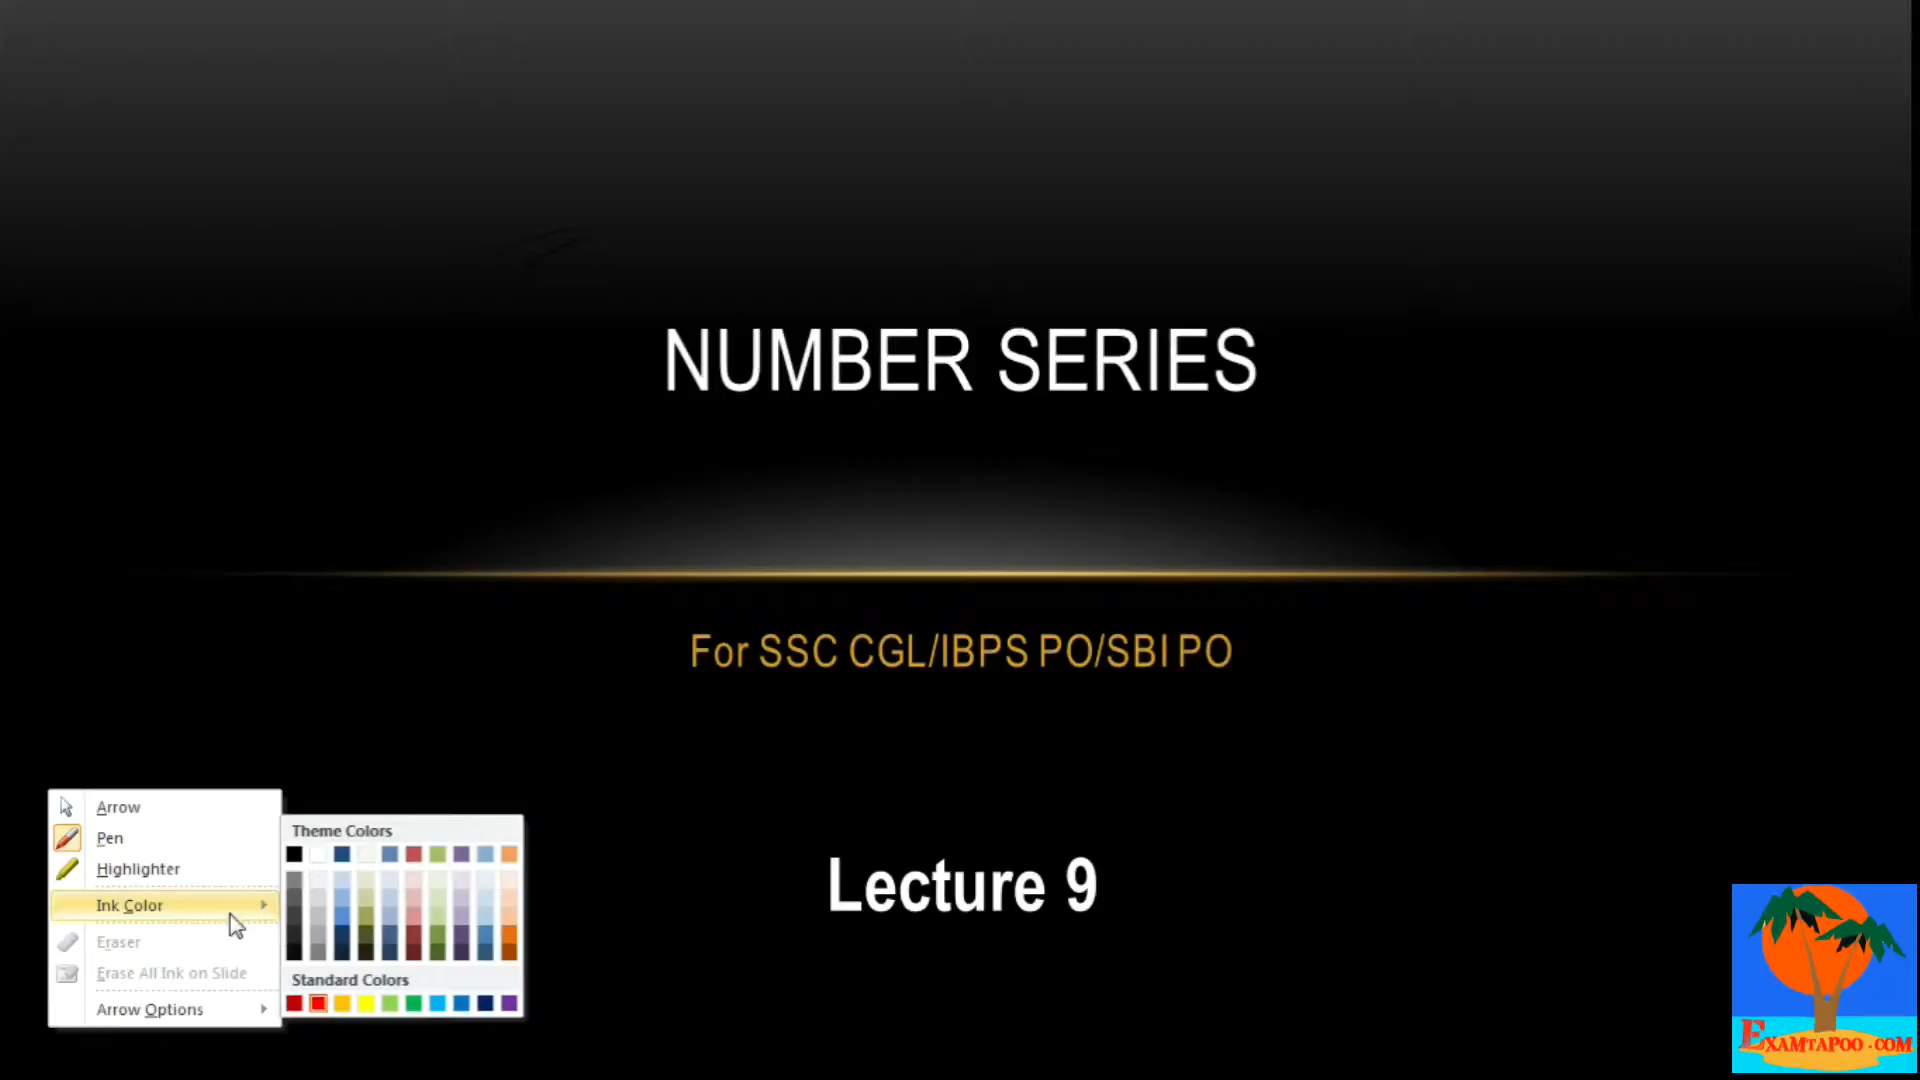 NUMBER SERIES
For SSC CGL/IBPS PO/SBI PO
Lecture 9
Arrow
Pen
Highlighter
Ink Color
Eraser
Erase All Ink on Slide
Arrow Options
Theme Colors
Standard Colors
EXAMTAPOO.COM